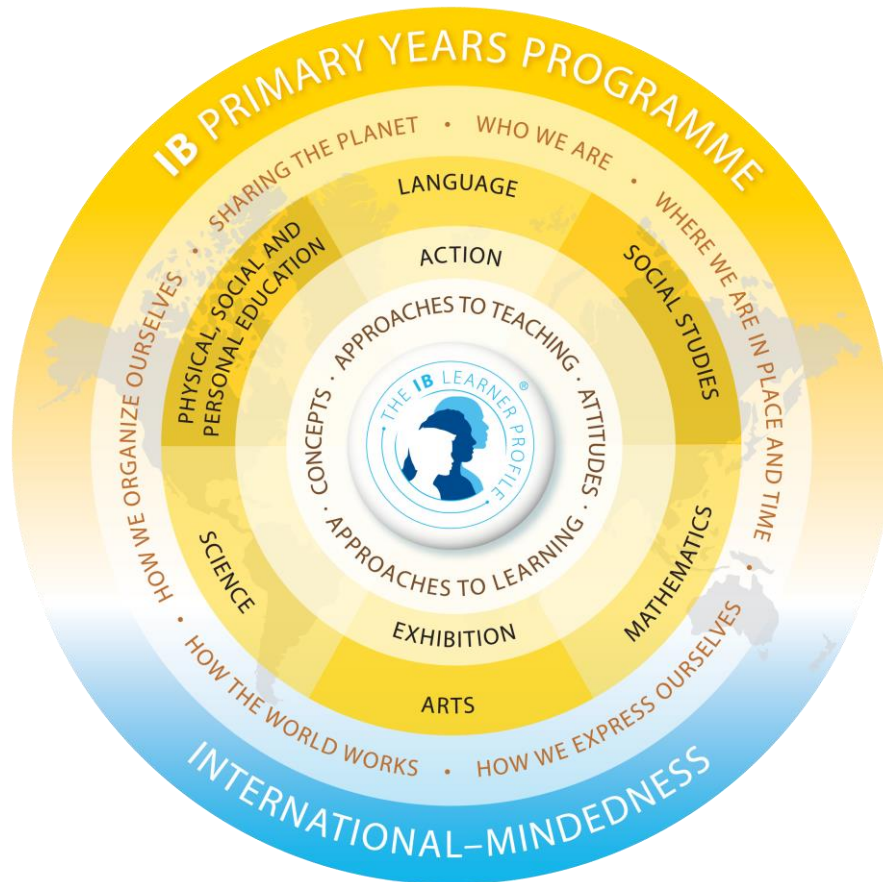 IB PRIMARY YEARS PROGRAMME
SHARING THE PLANET • WHO WE ARE • WHERE WE ARE IN PLACE AND TIME • HOW WE EXPRESS OURSELVES • HOW THE WORLD WORKS • HOW WE ORGANIZE OURSELVES •
LANGUAGE
SOCIAL STUDIES
MATHEMATICS
ARTS
SCIENCE
PHYSICAL, SOCIAL AND
PERSONAL EDUCATION
ACTION
EXHIBITION
APPROACHES TO TEACHING · ATTITUDES · APPROACHES TO LEARNING · CONCEPTS ·
• THE IB LEARNER PROFILE •
®
INTERNATIONAL–MINDEDNESS